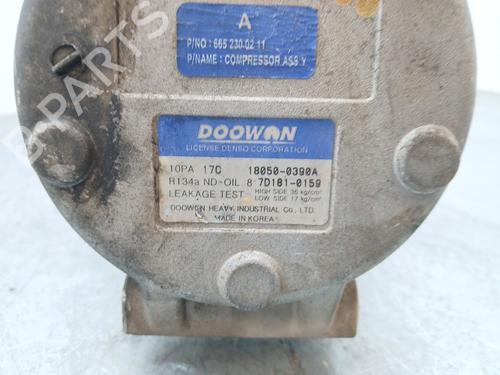 A
P/NO : 665 230 02 11
P/NAME : COMPRESSOR ASS'Y
DOOWON
LICENSE DENSO CORPORATION
10PA 17C 18050-0390A
R134a ND-OIL 8 7D181-0159
LEAKAGE TEST HIGH SIDE 36 kg/cm²
LOW SIDE 17 kg/cm²
DOOWON HEAVY INDUSTRIAL Co., LTD.
MADE IN KOREA
B-PARTS